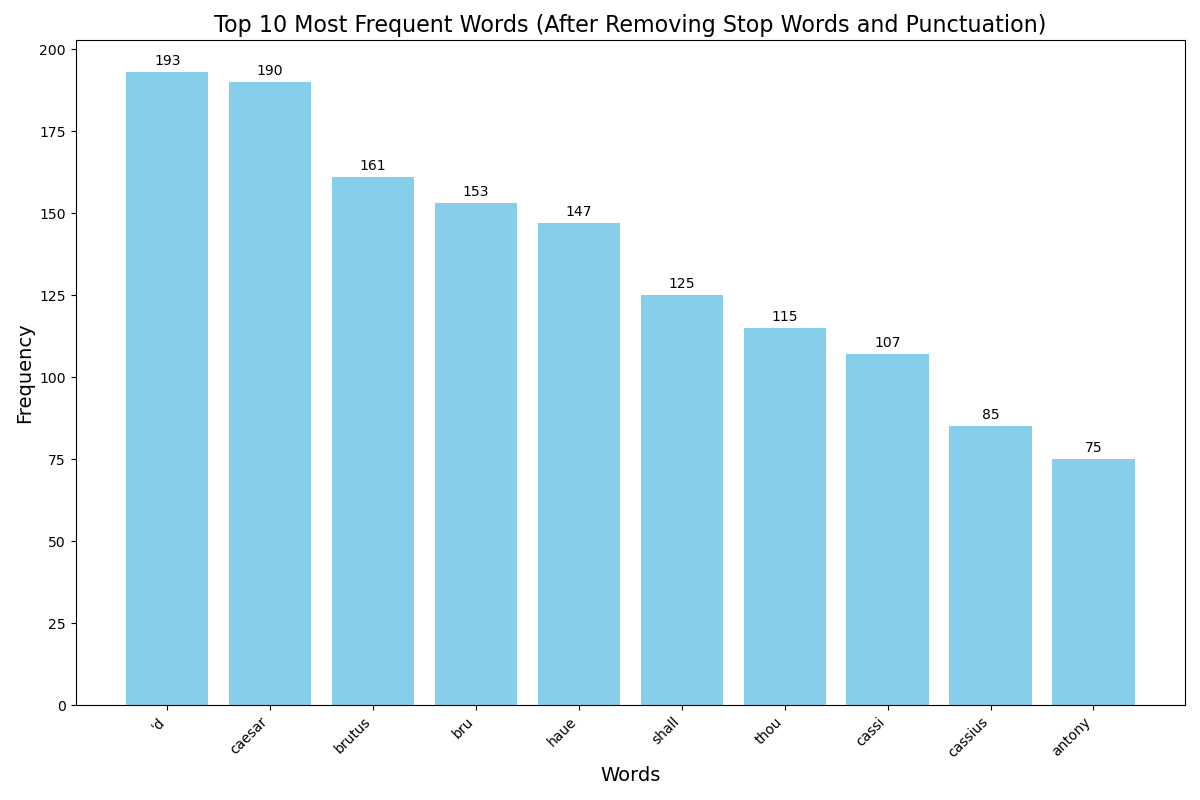 Top 10 Most Frequent Words (After Removing Stop Words and Punctuation)
200
175
150
125
100
75
50
25
0
Frequency
193
190
161
153
147
125
115
107
85
75
'd
caesar
brutus
bru
haue
shall
thou
cassi
cassius
antony
Words